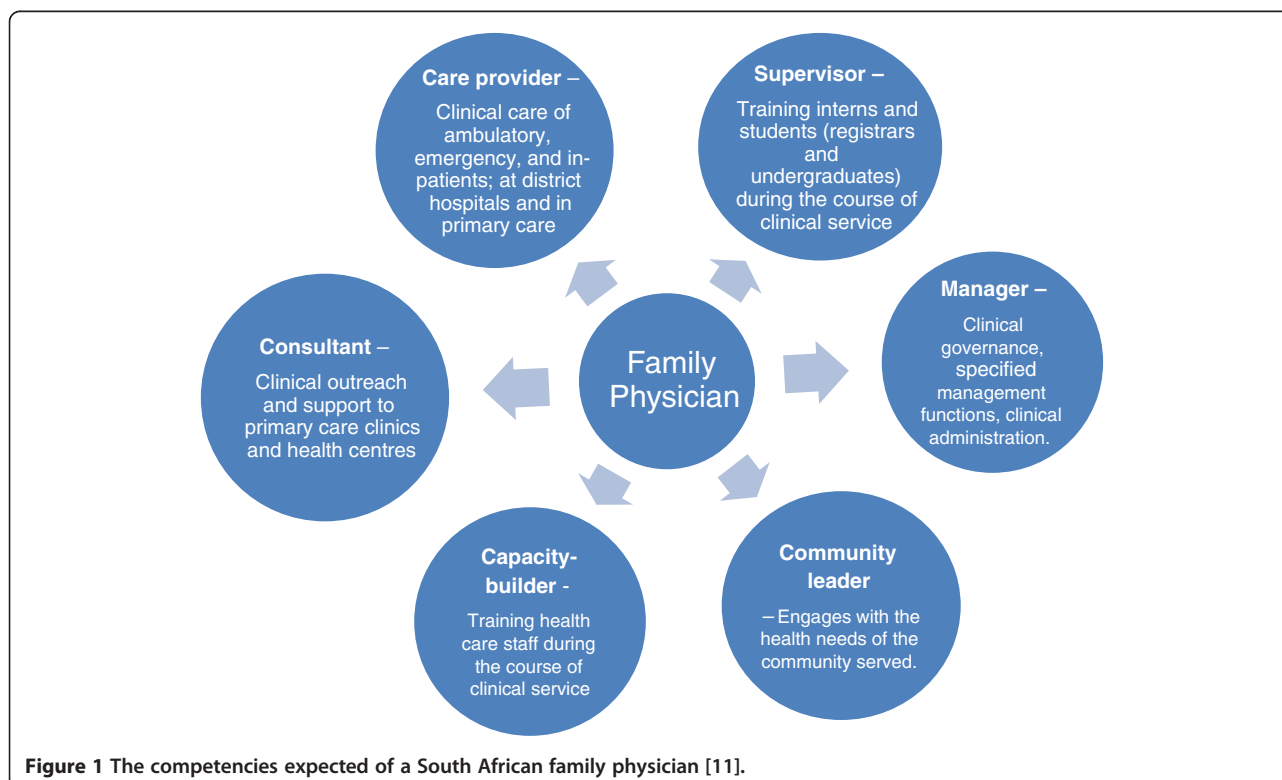 Care provider –
Clinical care of
ambulatory,
emergency, and in-
patients; at district
hospitals and in
primary care
Supervisor –
Training interns and
students (registrars
and
undergraduates)
during the course of
clinical service
Manager –
Clinical
governance,
specified
management
functions, clinical
administration.
Consultant –
Clinical outreach
and support to
primary care clinics
and health centres
Family
Physician
Capacity-
builder -
Training health
care staff during
the course of
clinical service
Community
leader
– Engages with the
health needs of the
community served.
Figure 1 The competencies expected of a South African family physician [11].